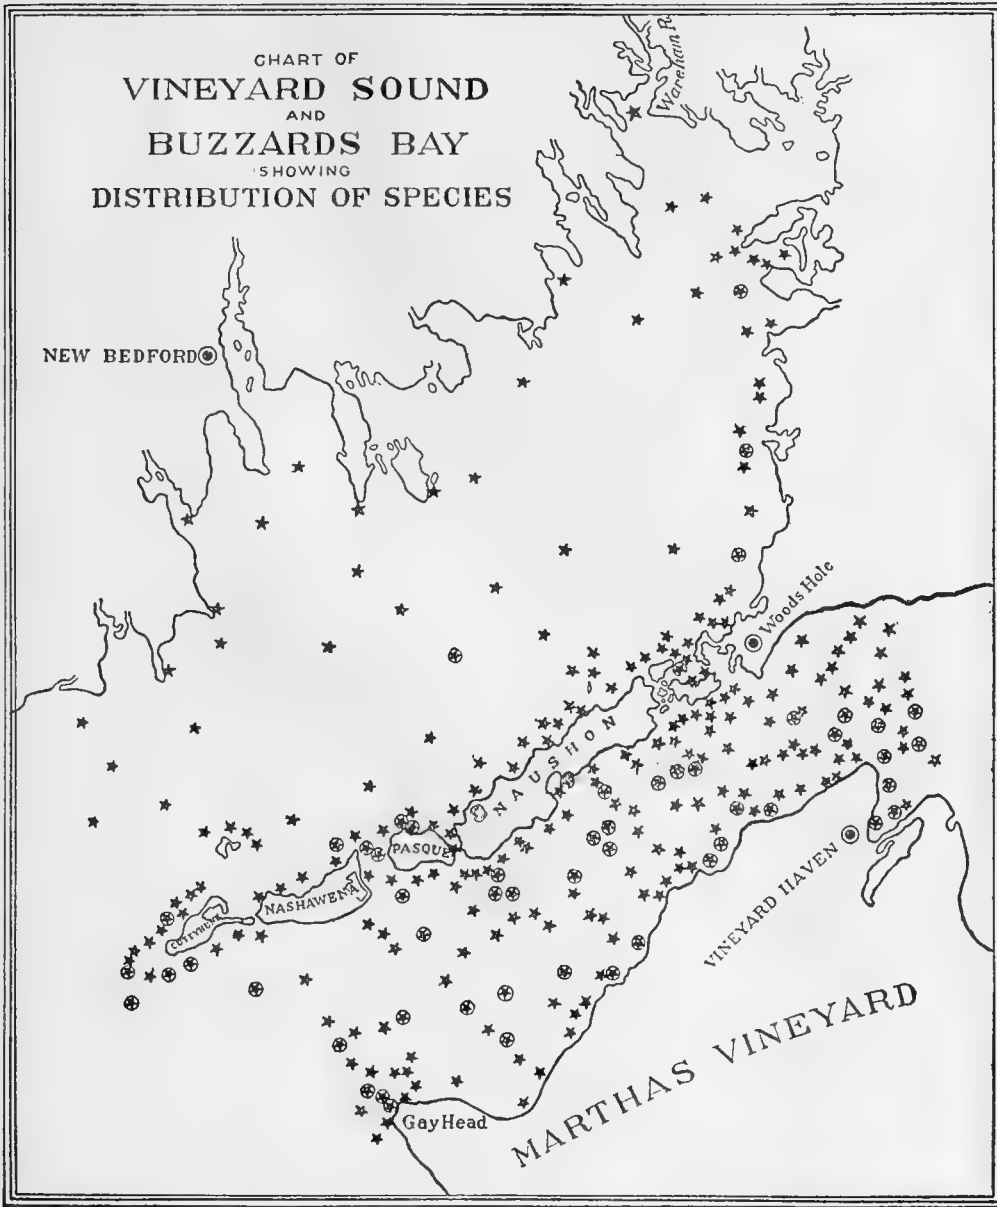 CHART OF
VINEYARD SOUND
AND
BUZZARDS BAY
SHOWING
DISTRIBUTION OF SPECIES
Wareham R.
NEW BEDFORD
Woods Hole
NAUSHON
PASQUE
NASHAWENA
CUTTYHUNK
VINEYARD HAVEN
MARTHAS VINEYARD
Gay Head